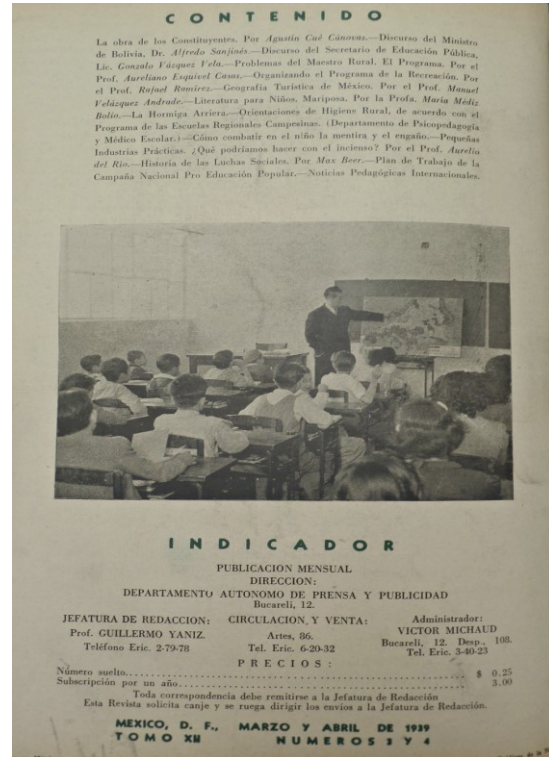 CONTENIDO
La obra de los Constituyentes. Por Agustín Cué Cánovas.—Discurso del Ministro
de Bolivia, Dr. Alfredo Sanjinés.—Discurso del Secretario de Educación Pública,
Lic. Gonzalo Vázquez Vela.—Problemas del Maestro Rural. El Programa. Por el
Prof. Aureliano Esquivel Casas.—Organizando el Programa de la Recreación. Por
el Prof. Rafael Ramírez.—Geografía Turística de México. Por el Prof. Manuel
Velázquez Andrade.—Literatura para Niños. Mariposa. Por la Profa. María Médiz
Bolio.—La Hormiga Arriera.—Orientaciones de Higiene Rural, de acuerdo con el
Programa de las Escuelas Regionales Campesinas. (Departamento de Psicopedagogía
y Médico Escolar.)—Cómo combatir en el niño la mentira y el engaño.—Pequeñas
Industrias Prácticas. ¿Qué podríamos hacer con el incienso? Por el Prof. Aurelio
del Río.—Historia de las Luchas Sociales. Por Max Beer.—Plan de Trabajo de la
Campaña Nacional Pro Educación Popular.—Noticias Pedagógicas Internacionales.
INDICADOR
PUBLICACION MENSUAL
DIRECCION:
DEPARTAMENTO AUTONOMO DE PRENSA Y PUBLICIDAD
Bucareli, 12.
JEFATURA DE REDACCION:
Prof. GUILLERMO YANIZ.
Teléfono Eric. 2-79-78
CIRCULACION Y VENTA:
Artes, 86.
Tel. Eric. 6-20-32
Administrador:
VICTOR MICHAUD
Bucareli, 12. Desp., 108.
Tel. Eric. 3-40-23
PRECIOS:
Número suelto.......... $ 0.25
Subscripción por un año.......... 3.00
Toda correspondencia debe remitirse a la Jefatura de Redacción
Esta Revista solicita canje y se ruega dirigir los envíos a la Jefatura de Redacción.
MEXICO, D. F., MARZO Y ABRIL DE 1939
TOMO XII NUMEROS 3 Y 4